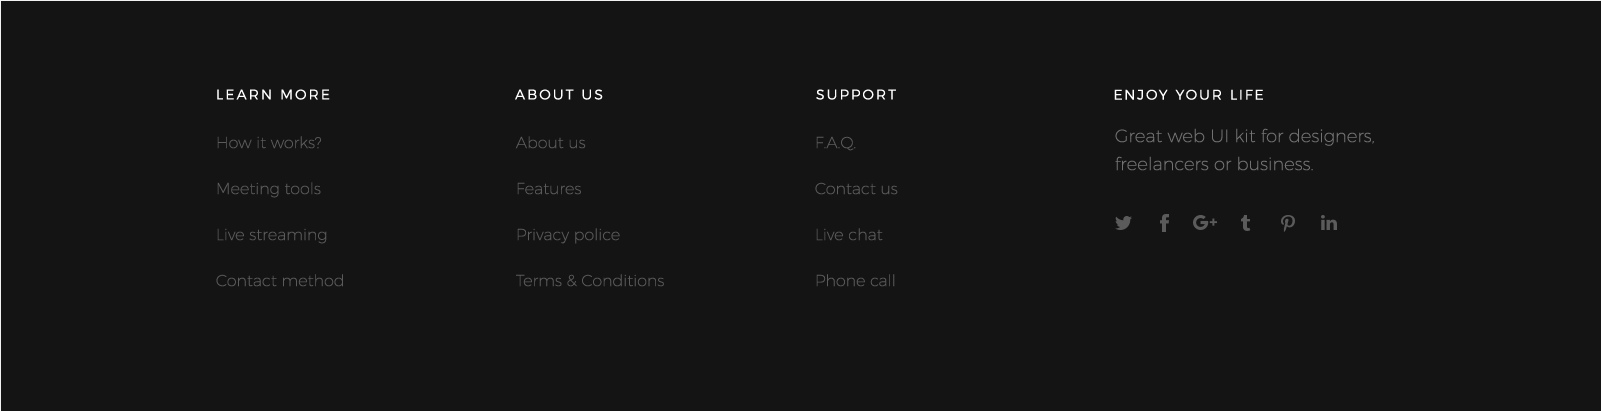 LEARN MORE
How it works?
Meeting tools
Live streaming
Contact method
ABOUT US
About us
Features
Privacy police
Terms & Conditions
SUPPORT
F.A.Q.
Contact us
Live chat
Phone call
ENJOY YOUR LIFE
Great web UI kit for designers,
freelancers or business.